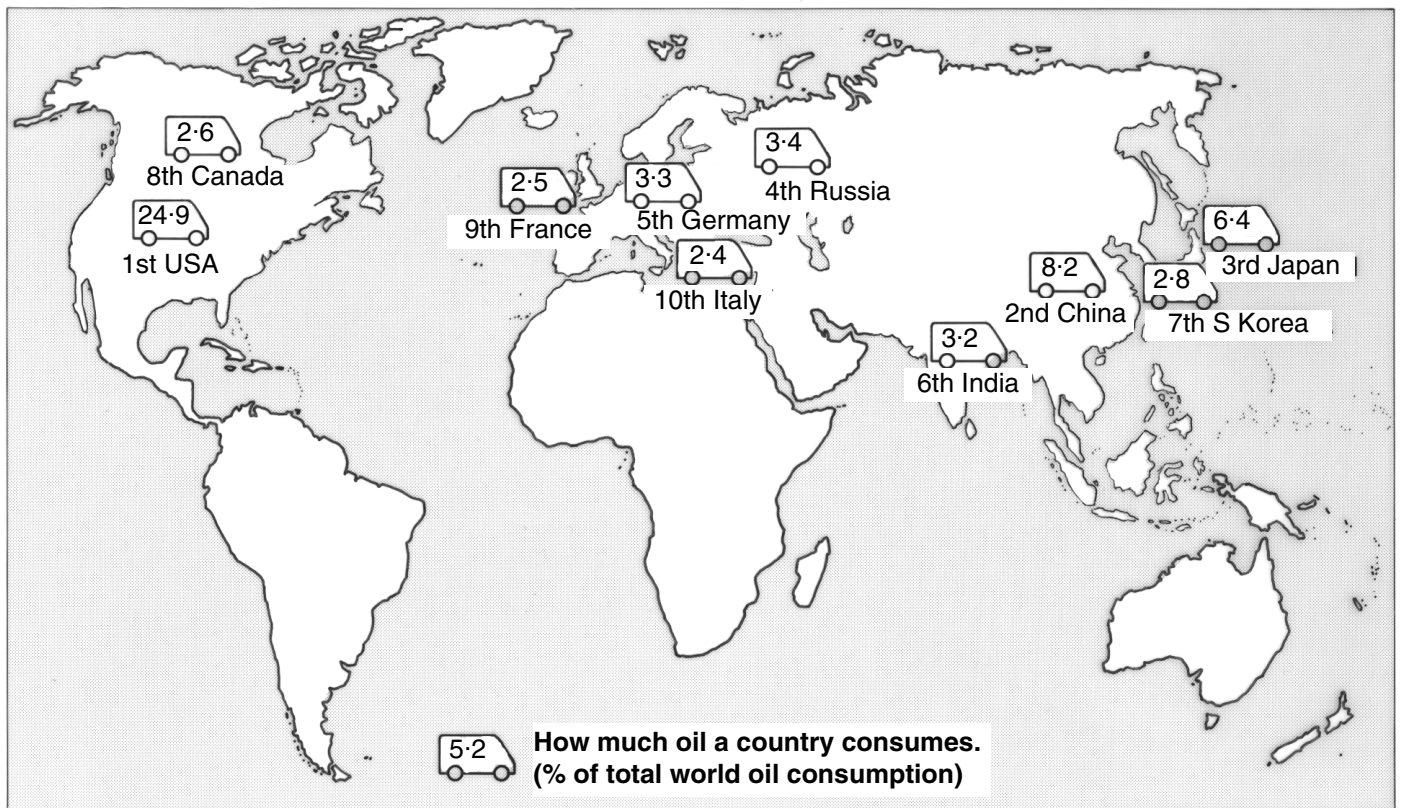 2·6
8th Canada
24·9
1st USA
2·5
9th France
3·3
5th Germany
3·4
4th Russia
2·4
10th Italy
6·4
3rd Japan
8·2
2nd China
2·8
7th S Korea
3·2
6th India
5·2
How much oil a country consumes.
(% of total world oil consumption)